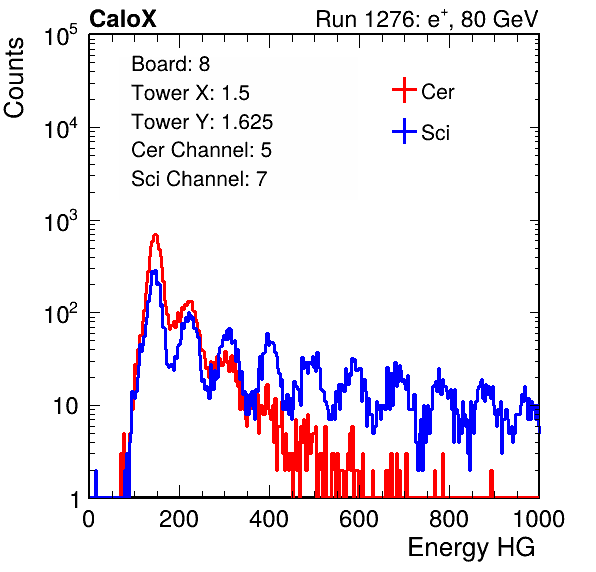 CaloX Run 1276: e⁺, 80 GeV
Counts
10⁵
10⁴
10³
10²
10
1
Board: 8
Tower X: 1.5
Tower Y: 1.625
Cer Channel: 5
Sci Channel: 7
Cer
Sci
0 200 400 600 800 1000
Energy HG